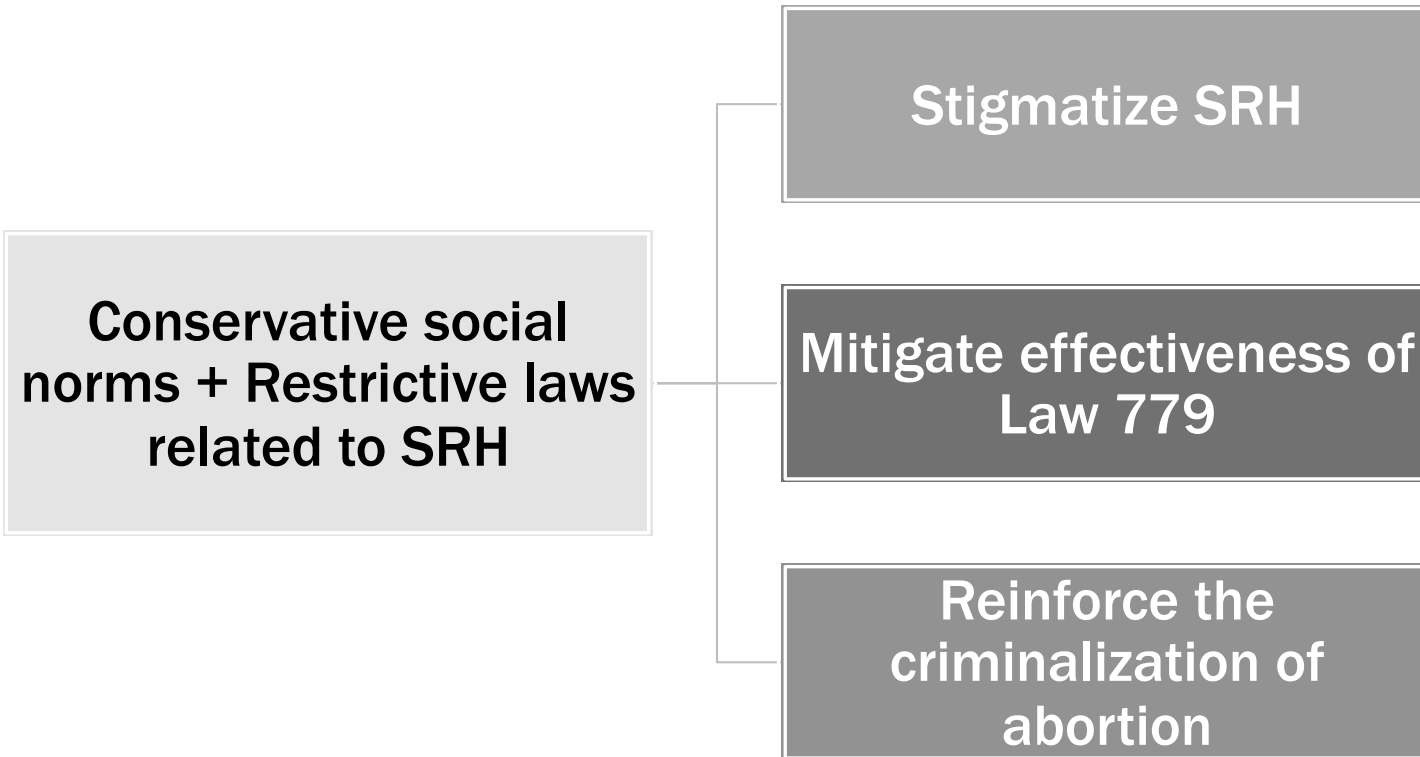 Conservative social
norms + Restrictive laws
related to SRH
Stigmatize SRH
Mitigate effectiveness of
Law 779
Reinforce the
criminalization of
abortion